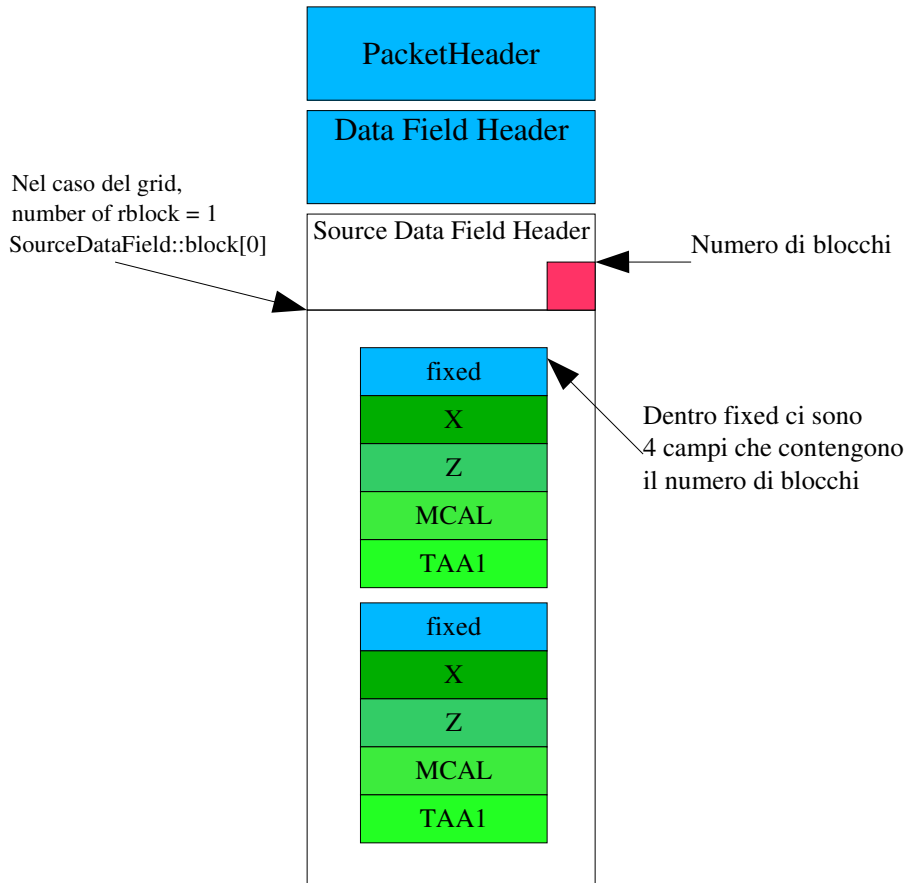 PacketHeader
Data Field Header
Nel caso del grid,
number of rblock = 1
SourceDataField::block[0]
Source Data Field Header
Numero di blocchi
fixed
X
Z
MCAL
TAA1
Dentro fixed ci sono
4 campi che contengono
il numero di blocchi
fixed
X
Z
MCAL
TAA1